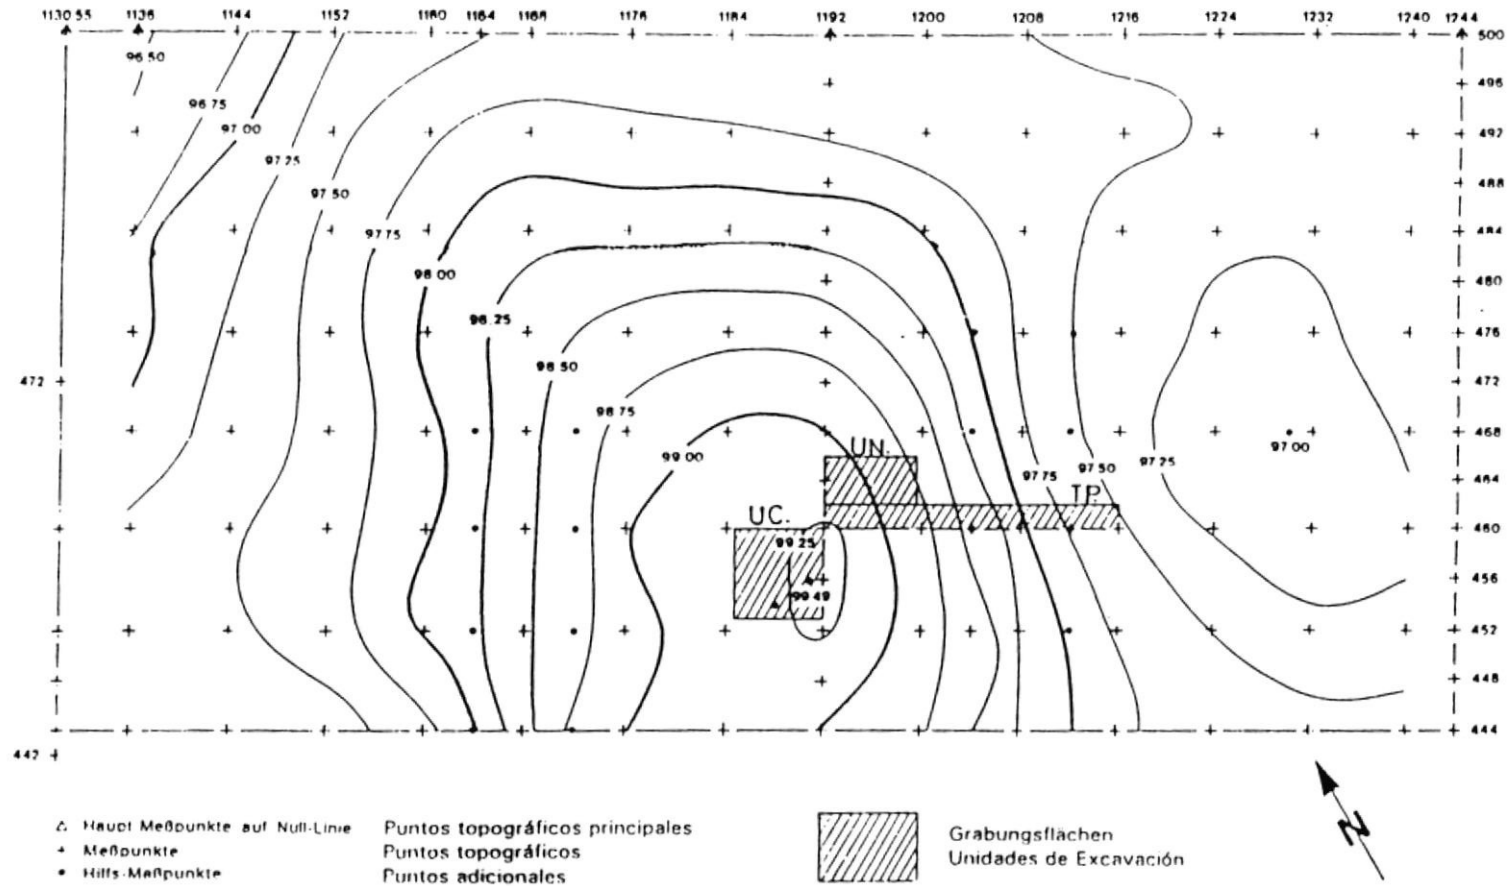 1130 55 1136 1144 1152 1160 1164 1168 1176 1184 1192 1200 1208 1216 1224 1232 1240 1244
500
96 50
496
96 75
97 00
492
97 25
97 50
488
97 75
484
98 00
480
98.25
476
98 50
472
472
98 75
468
UN.
97 00
99 00
97 75 97 50 97 25
464
T.P.
UC.
460
99 25
456
99 49
452
448
444
442
N
Haupt Meßpunkte auf Null-Linie Puntos topográficos principales
Meßpunkte Puntos topográficos
Hilfs-Meßpunkte Puntos adicionales
Grabungsflächen
Unidades de Excavación